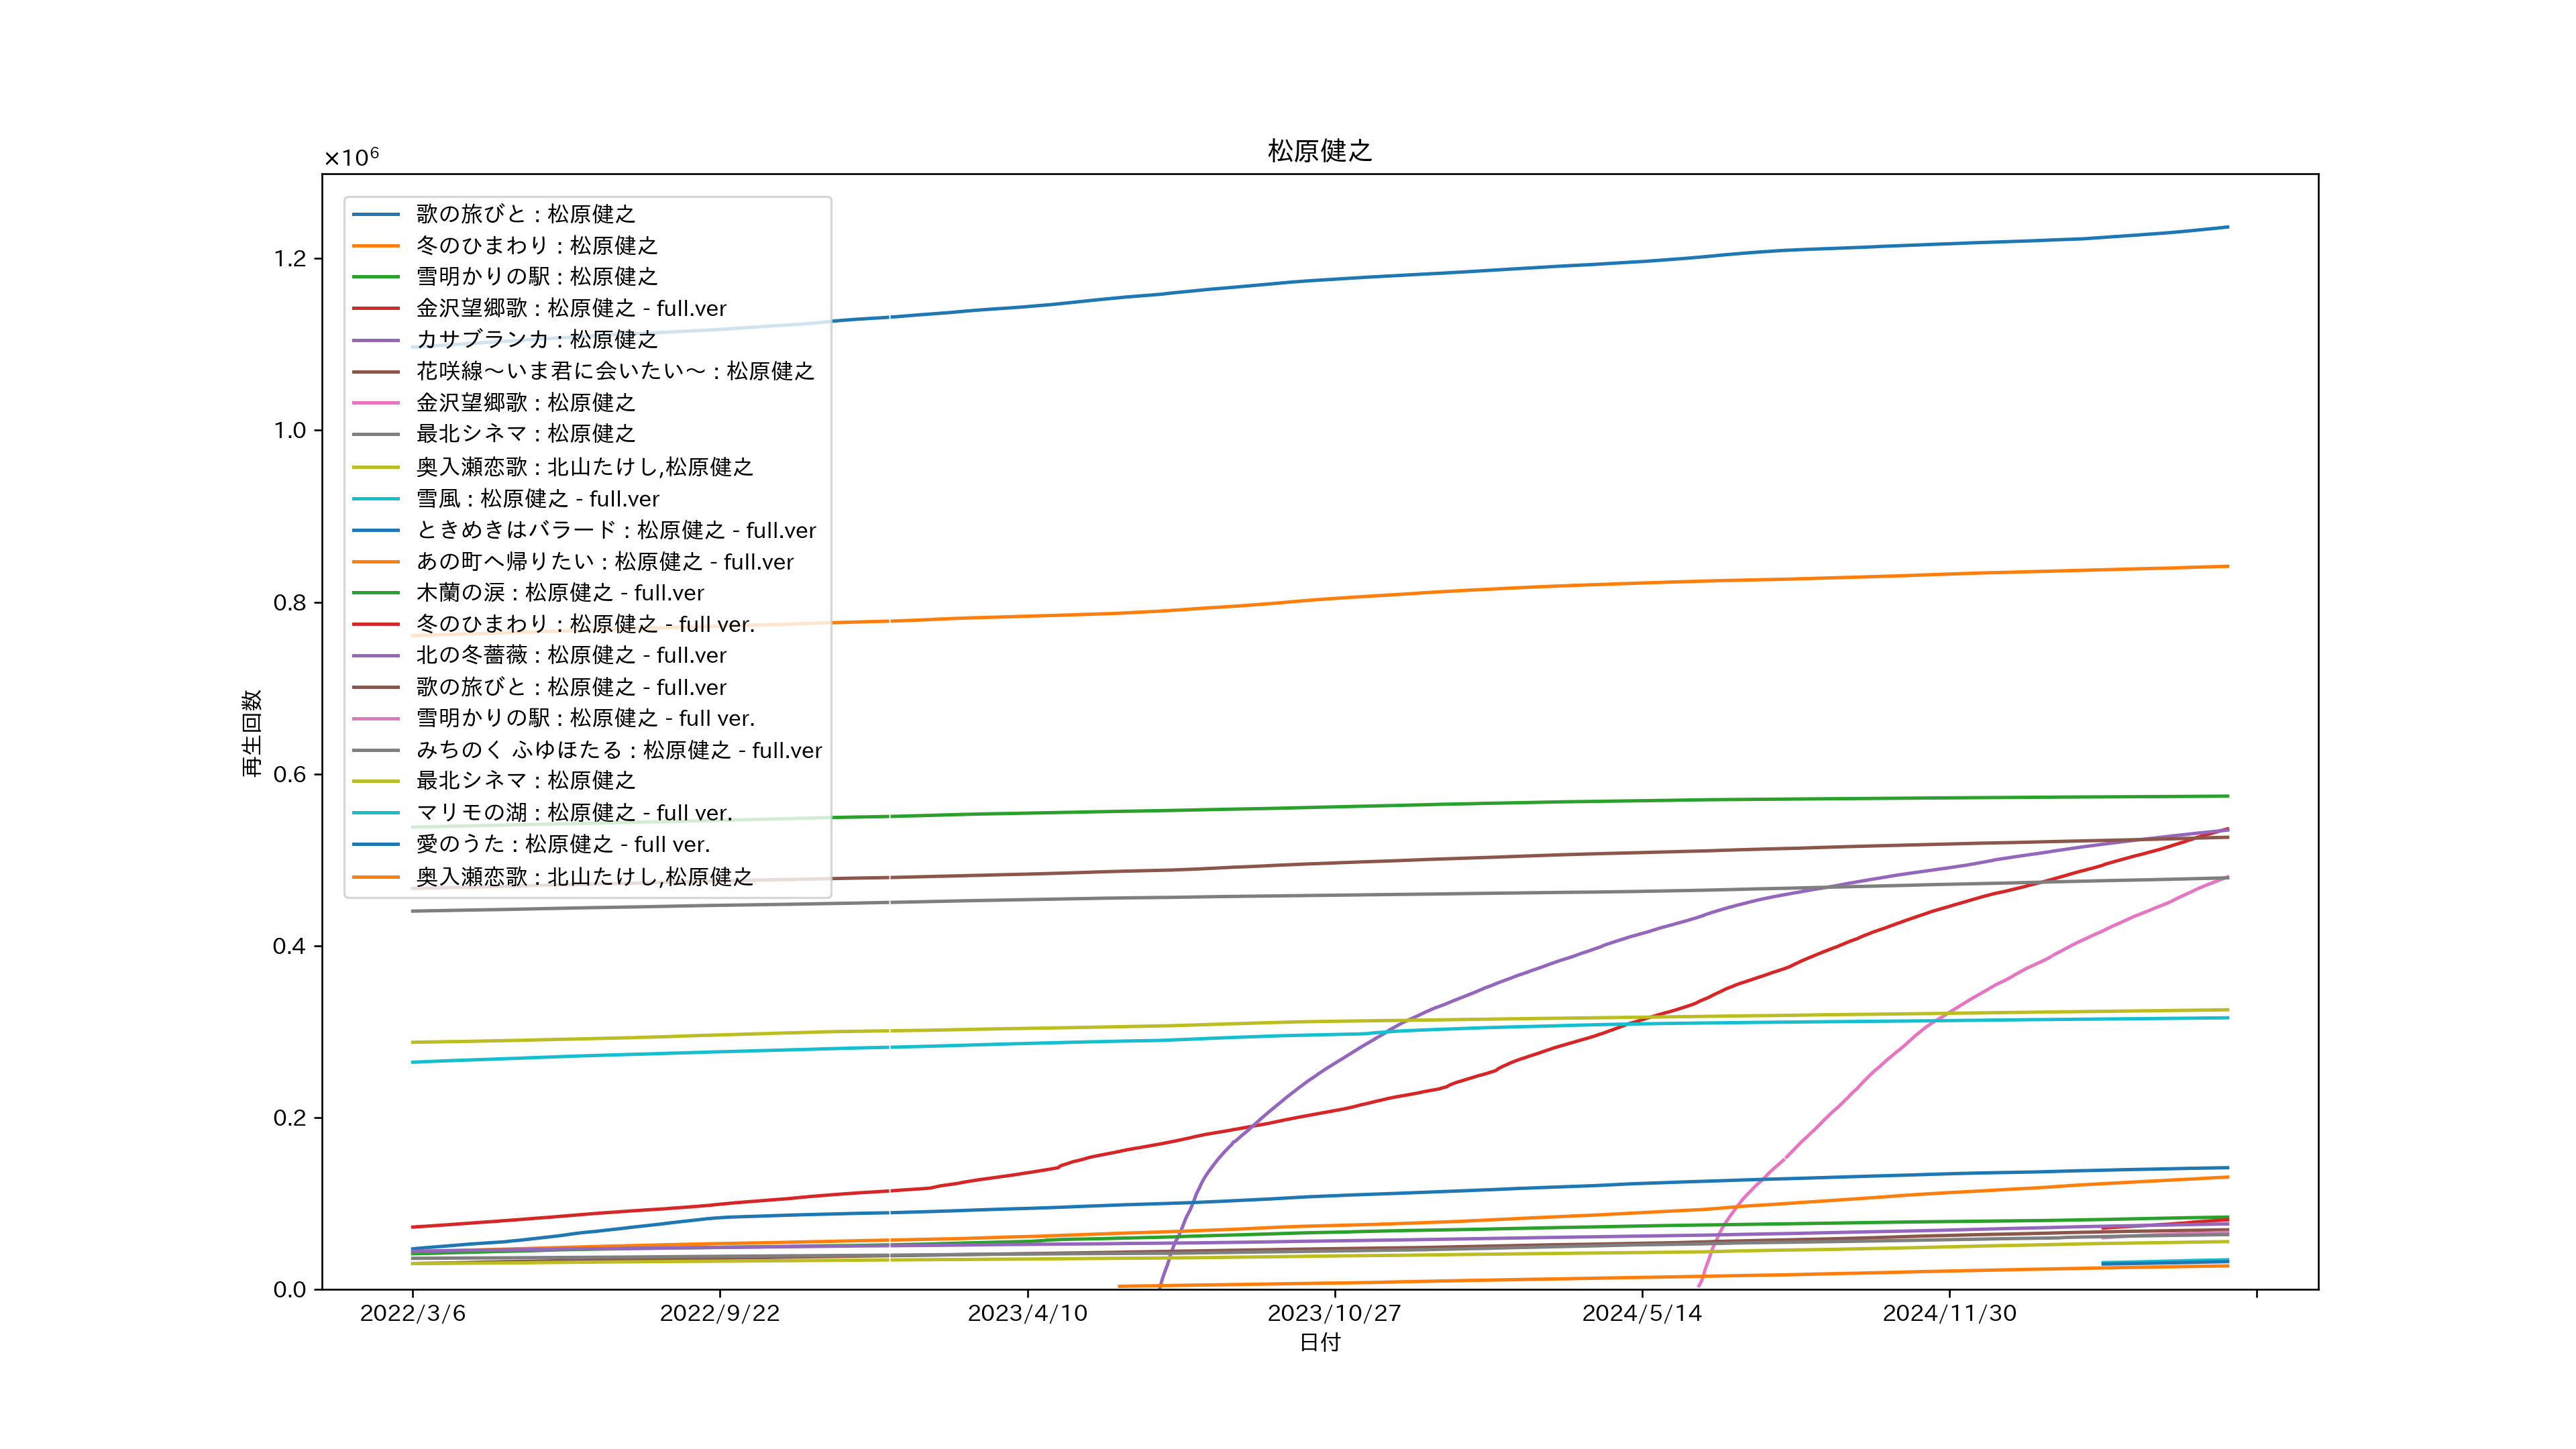 松原健之
×10⁶
歌の旅びと : 松原健之
冬のひまわり : 松原健之
雪明かりの駅 : 松原健之
金沢望郷歌 : 松原健之 - full.ver
カサブランカ : 松原健之
花咲線〜いま君に会いたい〜 : 松原健之
金沢望郷歌 : 松原健之
最北シネマ : 松原健之
奥入瀬恋歌 : 北山たけし,松原健之
雪風 : 松原健之 - full.ver
ときめきはバラード : 松原健之 - full.ver
あの町へ帰りたい : 松原健之 - full.ver
木蘭の涙 : 松原健之 - full.ver
冬のひまわり : 松原健之 - full ver.
北の冬薔薇 : 松原健之 - full.ver
歌の旅びと : 松原健之 - full.ver
雪明かりの駅 : 松原健之 - full ver.
みちのく ふゆほたる : 松原健之 - full.ver
最北シネマ : 松原健之
マリモの湖 : 松原健之 - full ver.
愛のうた : 松原健之 - full ver.
奥入瀬恋歌 : 北山たけし,松原健之
1.2
1.0
0.8
0.6
0.4
0.2
0.0
再生回数
2022/3/6
2022/9/22
2023/4/10
2023/10/27
2024/5/14
2024/11/30
日付